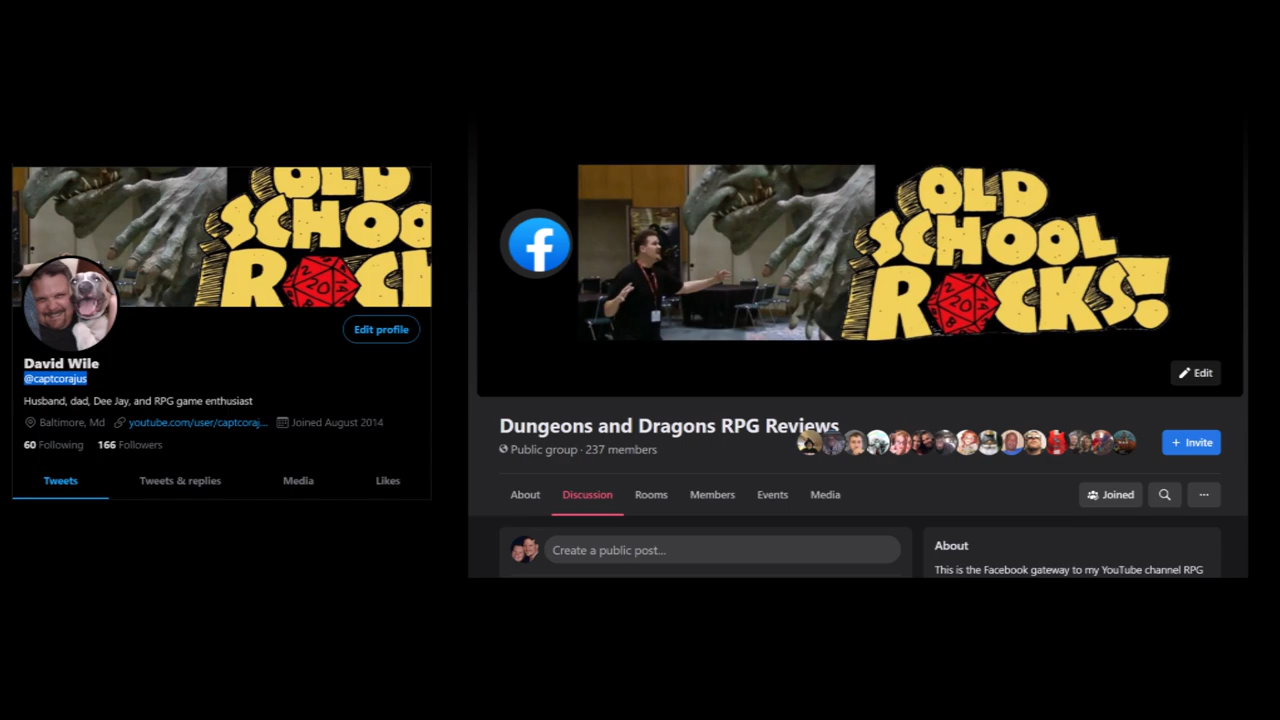 OLD
SCHOO
ROCK
Edit profile
David Wile
@captcorajus
Husband, dad, Dee Jay, and RPG game enthusiast
Baltimore, Md youtube.com/user/captcoraj... Joined August 2014
60 Following 166 Followers
Tweets Tweets & replies Media Likes
f
OLD
SCHOOL
ROCKS!
20
8
Edit
Dungeons and Dragons RPG Reviews
Public group · 237 members
+ Invite
About Discussion Rooms Members Events Media
Joined
...
Create a public post...
About
This is the Facebook gateway to my YouTube channel RPG